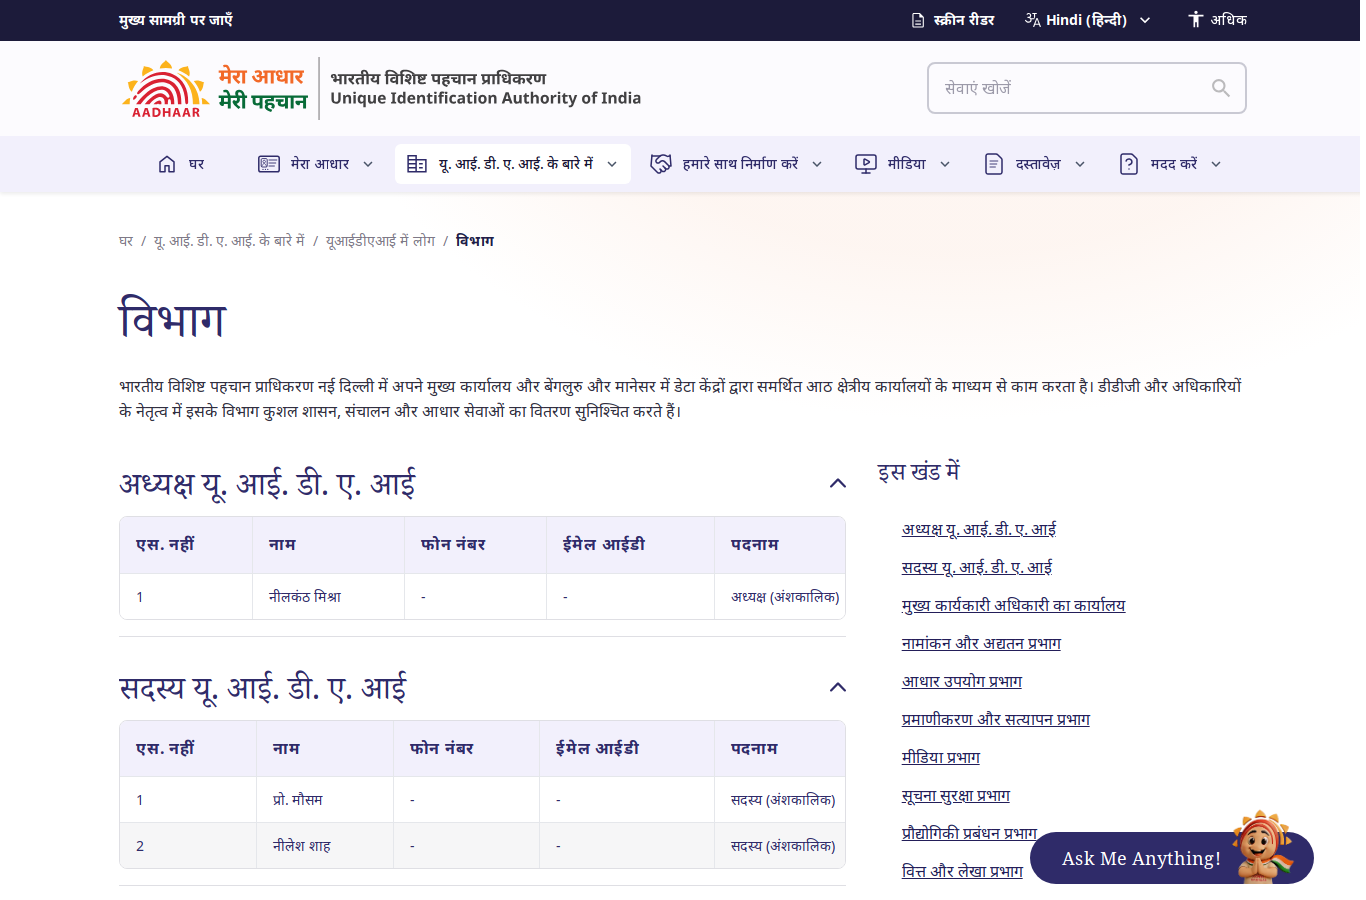 मुख्य सामग्री पर जाएँ
स्क्रीन रीडर
Hindi (हिन्दी)
अधिक
AADHAAR
मेरा आधार
मेरी पहचान
भारतीय विशिष्ट पहचान प्राधिकरण
Unique Identification Authority of India
सेवाएं खोजें
घर
मेरा आधार
यू. आई. डी. ए. आई. के बारे में
हमारे साथ निर्माण करें
मीडिया
दस्तावेज़
मदद करें
घर / यू. आई. डी. ए. आई. के बारे में / यूआईडीएआई में लोग / विभाग
विभाग
भारतीय विशिष्ट पहचान प्राधिकरण नई दिल्ली में अपने मुख्य कार्यालय और बेंगलुरु और मानेसर में डेटा केंद्रों द्वारा समर्थित आठ क्षेत्रीय कार्यालयों के माध्यम से काम करता है। डीडीजी और अधिकारियों
के नेतृत्व में इसके विभाग कुशल शासन, संचालन और आधार सेवाओं का वितरण सुनिश्चित करते हैं।
अध्यक्ष यू. आई. डी. ए. आई
एस. नहीं नाम फोन नंबर ईमेल आईडी पदनाम
1 नीलकंठ मिश्रा - - अध्यक्ष (अंशकालिक)
सदस्य यू. आई. डी. ए. आई
एस. नहीं नाम फोन नंबर ईमेल आईडी पदनाम
1 प्रो. मौसम - - सदस्य (अंशकालिक)
2 नीलेश शाह - - सदस्य (अंशकालिक)
इस खंड में
अध्यक्ष यू. आई. डी. ए. आई
सदस्य यू. आई. डी. ए. आई
मुख्य कार्यकारी अधिकारी का कार्यालय
नामांकन और अद्यतन प्रभाग
आधार उपयोग प्रभाग
प्रमाणीकरण और सत्यापन प्रभाग
मीडिया प्रभाग
सूचना सुरक्षा प्रभाग
प्रौद्योगिकी प्रबंधन प्रभाग
वित्त और लेखा प्रभाग
Ask Me Anything!